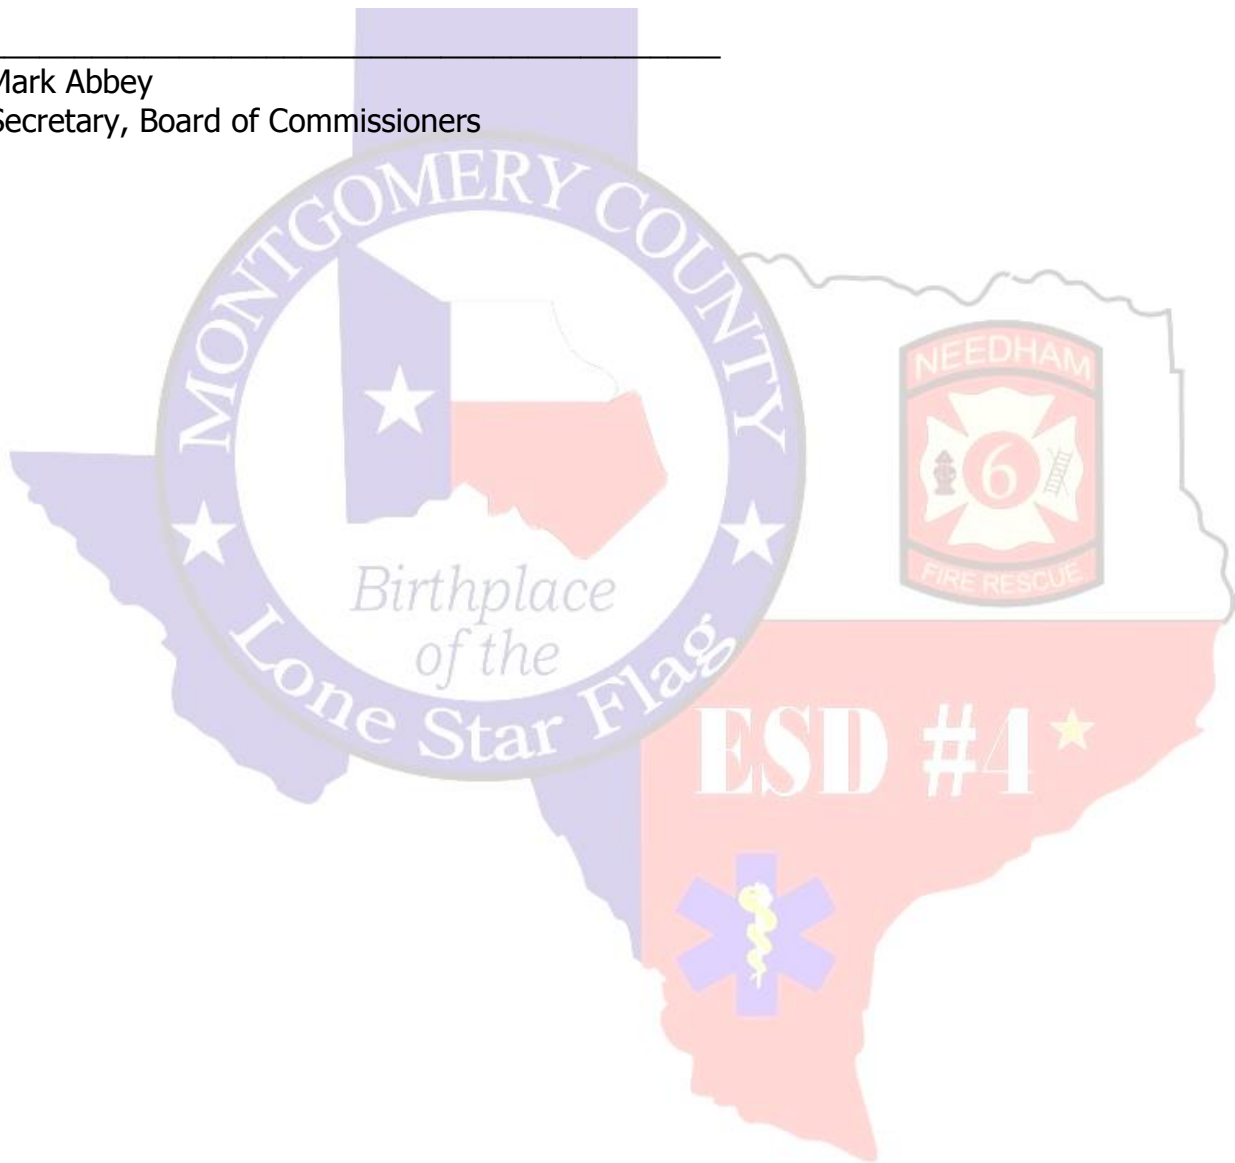 Mark Abbey
Secretary, Board of Commissioners
MONTGOMERY COUNTY
Birthplace
of the
Lone Star Flag
NEEDHAM
6
FIRE RESCUE
ESD #4